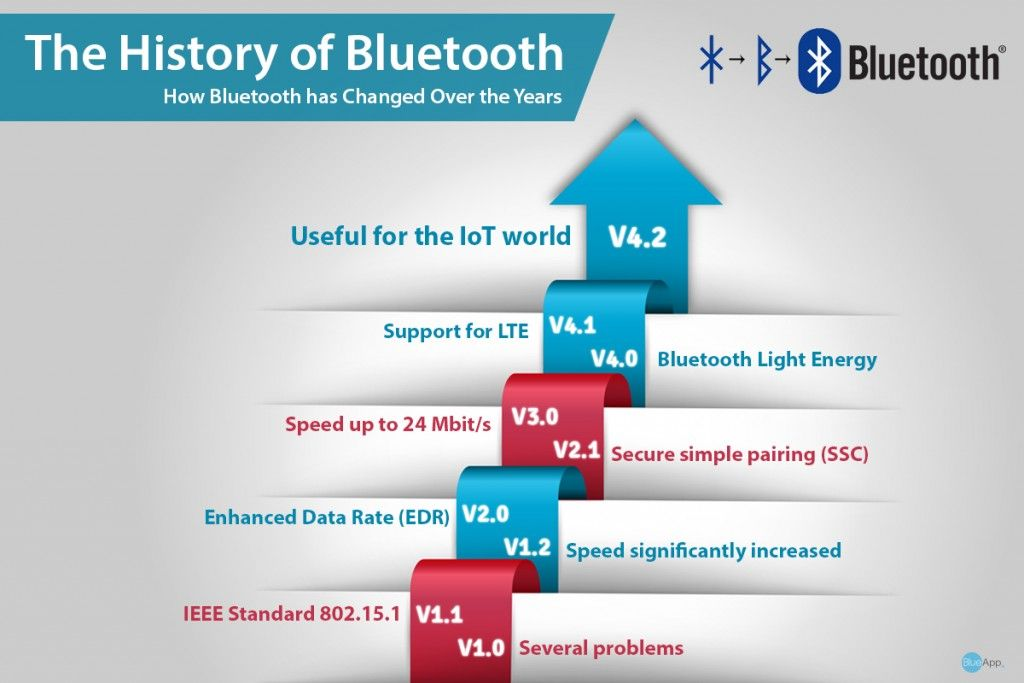 The History of Bluetooth
How Bluetooth has Changed Over the Years
Bluetooth®
Useful for the IoT world
V4.2
Support for LTE
V4.1
V4.0
Bluetooth Light Energy
Speed up to 24 Mbit/s
V3.0
V2.1
Secure simple pairing (SSC)
Enhanced Data Rate (EDR)
V2.0
V1.2
Speed significantly increased
IEEE Standard 802.15.1
V1.1
V1.0
Several problems
BlueApp